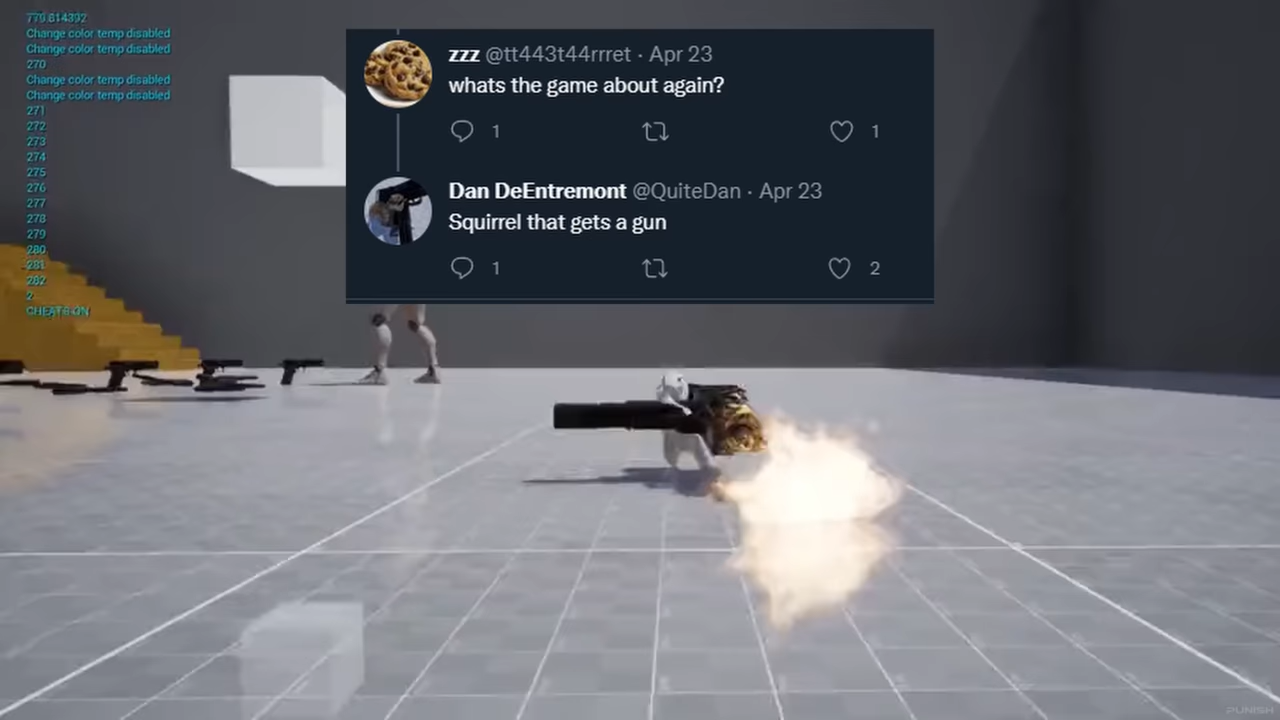 779.814392
Change color temp disabled
Change color temp disabled
270
Change color temp disabled
Change color temp disabled
271
272
273
274
275
276
277
278
279
280
281
282
2
CHEATS ON
zzz @tt443t44rrret · Apr 23
whats the game about again?
1 1
Dan DeEntremont @QuiteDan · Apr 23
Squirrel that gets a gun
1 2
PUNISH